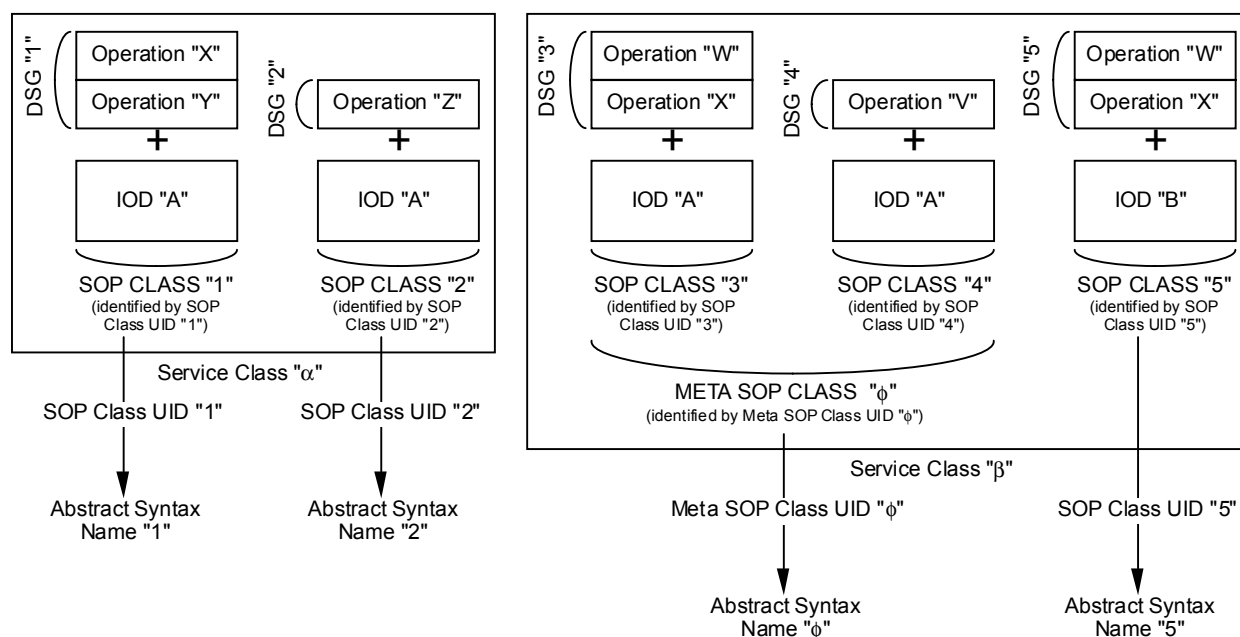 DSG "1"
Operation "X"
Operation "Y"
+
IOD "A"
SOP CLASS "1"
(identified by SOP
Class UID "1")
DSG "2"
Operation "Z"
+
IOD "A"
SOP CLASS "2"
(identified by SOP
Class UID "2")
Service Class "α"
SOP Class UID "1"
SOP Class UID "2"
Abstract Syntax
Name "1"
Abstract Syntax
Name "2"
DSG "3"
Operation "W"
Operation "X"
+
IOD "A"
SOP CLASS "3"
(identified by SOP
Class UID "3")
DSG "4"
Operation "V"
+
IOD "A"
SOP CLASS "4"
(identified by SOP
Class UID "4")
DSG "5"
Operation "W"
Operation "X"
+
IOD "B"
SOP CLASS "5"
(identified by SOP
Class UID "5")
META SOP CLASS "ϕ"
(identified by Meta SOP Class UID "ϕ")
Service Class "β"
Meta SOP Class UID "ϕ"
SOP Class UID "5"
Abstract Syntax
Name "ϕ"
Abstract Syntax
Name "5"